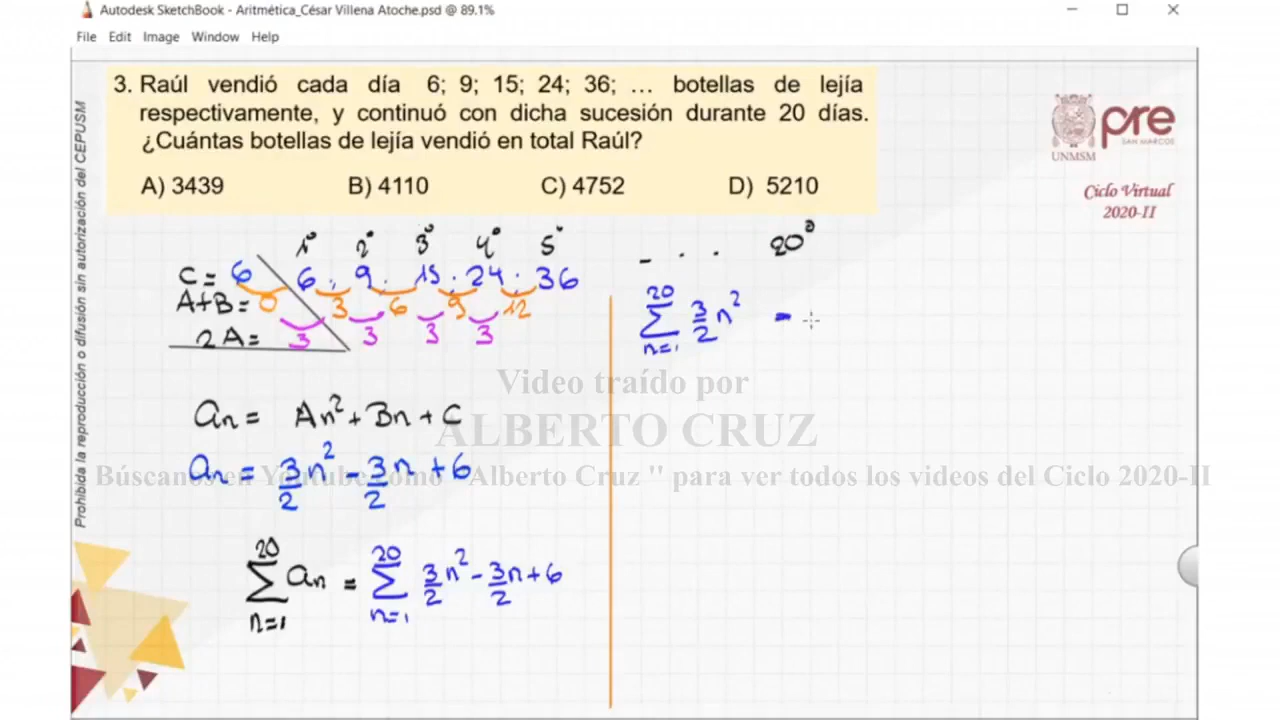 Autodesk SketchBook - Aritmética_César Villena Atoche.psd @ 89.1%
File Edit Image Window Help
3. Raúl vendió cada día 6; 9; 15; 24; 36; … botellas de lejía
respectivamente, y continuó con dicha sucesión durante 20 días.
¿Cuántas botellas de lejía vendió en total Raúl?
A) 3439 B) 4110 C) 4752 D) 5210
pre
SAN MARCOS
UNMSM
Ciclo Virtual
2020-II
Prohibida la reproducción o difusión sin autorización del CEPUSM
1° 2° 3° 4° 5° - . . 20°
C = 6 6 . 9 . 15 . 24 . 36
A+B = 0 3 6 9 12
2A = 3 3 3 3
∑ n=1 20 3/2 n² -
an = An² + Bn + C
an = 3/2 n² - 3/2 n + 6
∑ n=1 20 an = ∑ n=1 20 3/2 n² - 3/2 n + 6
Video traído por
ALBERTO CRUZ
Búscanos en Youtube como "Alberto Cruz " para ver todos los videos del Ciclo 2020-II